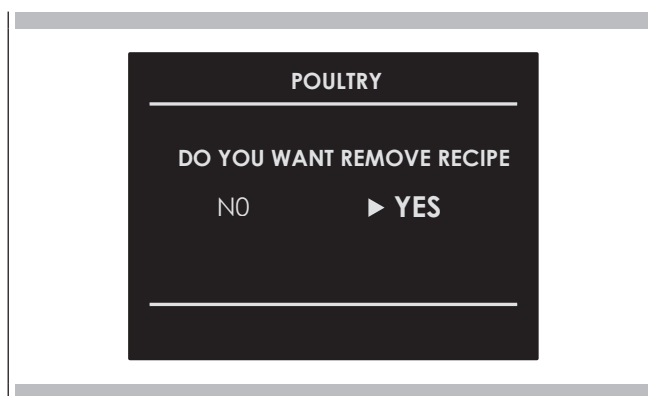 POULTRY
DO YOU WANT REMOVE RECIPE
N0 ▶ YES